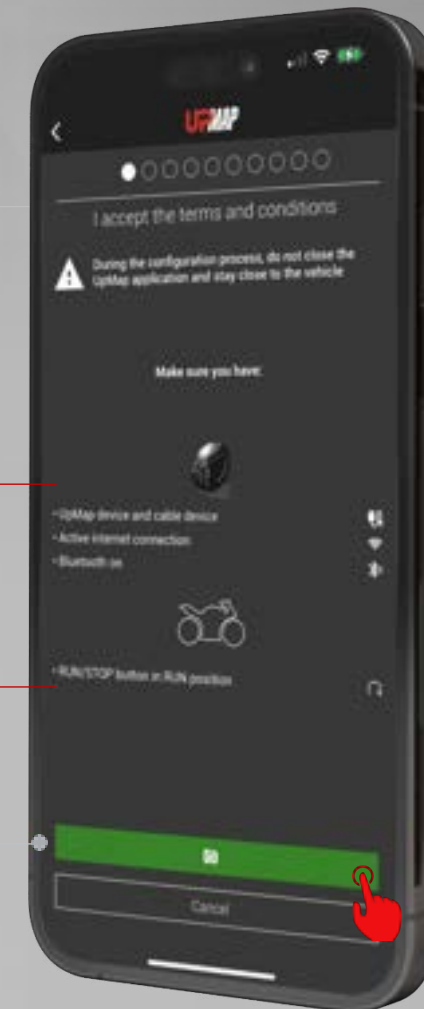 UPMAP
I accept the terms and conditions
During the configuration process, do not close the
UpMap application and stay close to the vehicle
Make sure you have:
• UpMap device and cable device
• Active internet connection
• Bluetooth on
• RUN/STOP button in RUN position
GO
Cancel